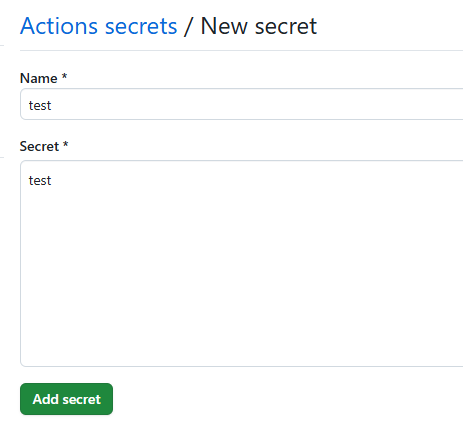 Actions secrets / New secret
Name *
test
Secret *
test
Add secret